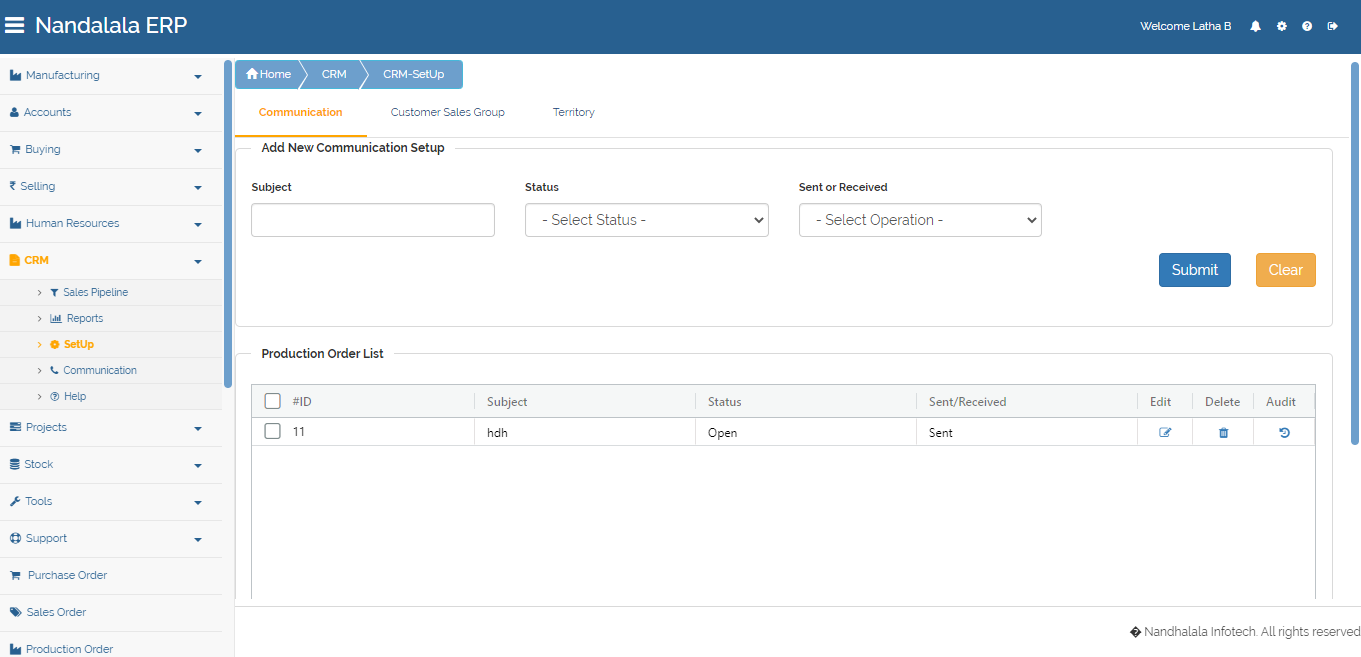 Nandalala ERP
Welcome Latha B
Manufacturing
Accounts
Buying
₹ Selling
Human Resources
CRM
Sales Pipeline
Reports
SetUp
Communication
Help
Projects
Stock
Tools
Support
Purchase Order
Sales Order
Production Order
Home CRM CRM-SetUp
Communication Customer Sales Group Territory
Add New Communication Setup
Subject Status Sent or Received
- Select Status - - Select Operation -
Submit Clear
Production Order List
#ID Subject Status Sent/Received Edit Delete Audit
11 hdh Open Sent
� Nandhalala Infotech. All rights reserved